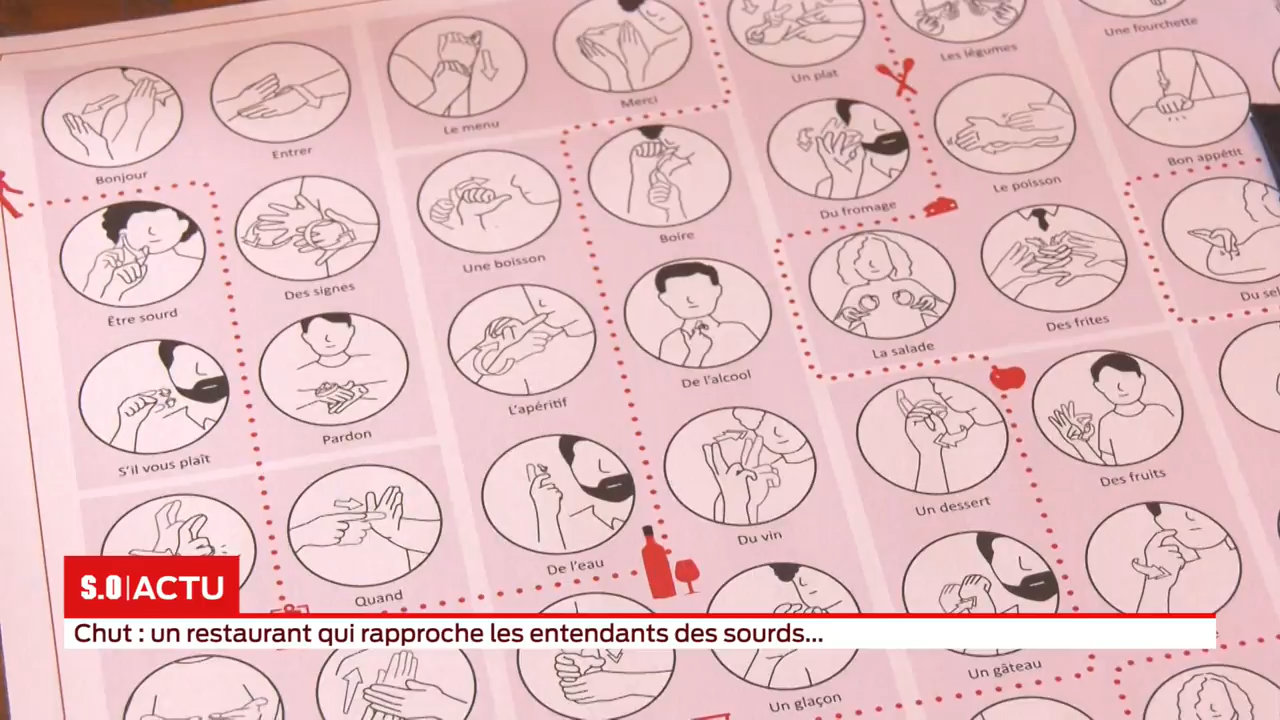 Bonjour
Entrer
Le menu
Merci
Un plat
Les légumes
Une fourchette
Être sourd
Des signes
Une boisson
Boire
Du fromage
Le poisson
Bon appétit
S'il vous plaît
Pardon
L'apéritif
De l'alcool
La salade
Des frites
Du sel
Quand
De l'eau
Du vin
Un dessert
Des fruits
Un glaçon
Un gâteau
S.O|ACTU
Chut : un restaurant qui rapproche les entendants des sourds...